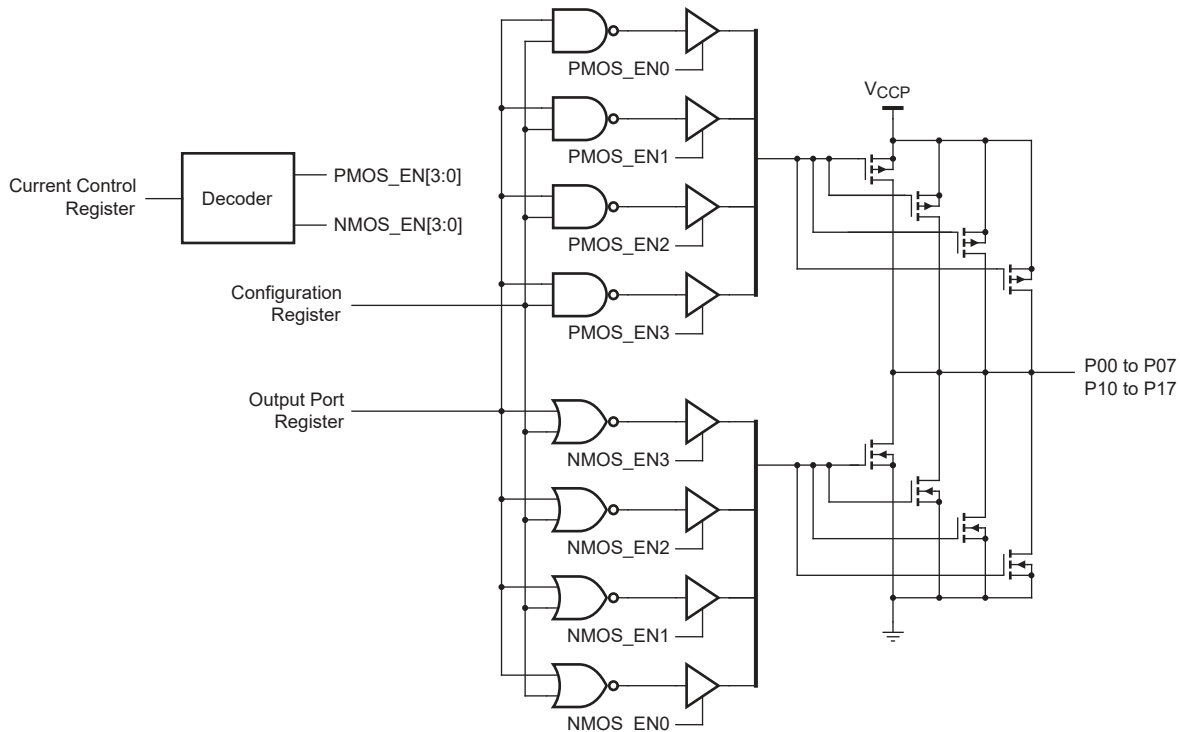 PMOS_EN0
V_CCP
PMOS_EN1
Current Control
Register
Decoder
PMOS_EN[3:0]
NMOS_EN[3:0]
PMOS_EN2
Configuration
Register
PMOS_EN3
P00 to P07
P10 to P17
Output Port
Register
NMOS_EN3
NMOS_EN2
NMOS_EN1
NMOS_EN0